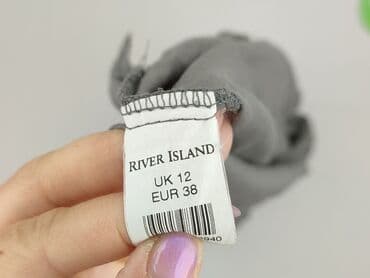 RIVER ISLAND
UK 12
EUR 38